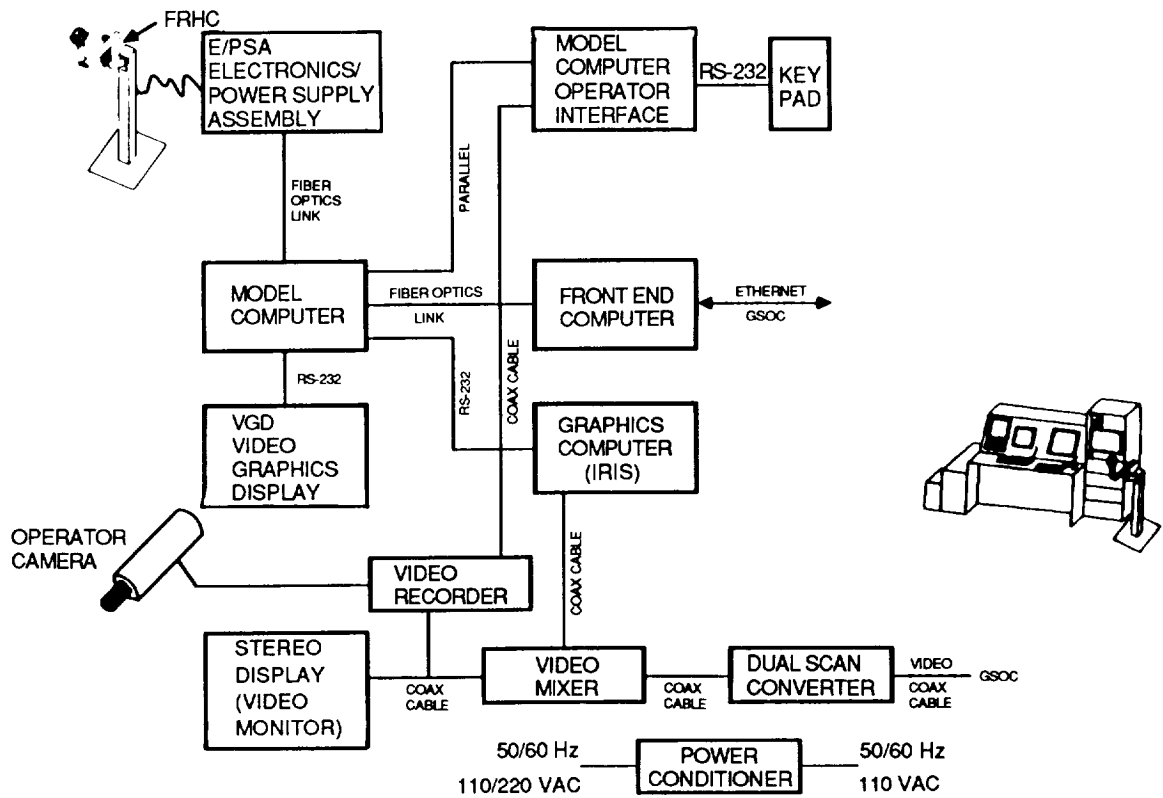 FRHC
E/PSA
ELECTRONICS/
POWER SUPPLY
ASSEMBLY
MODEL
COMPUTER
OPERATOR
INTERFACE
RS-232
KEY
PAD
FIBER
OPTICS
LINK
PARALLEL
MODEL
COMPUTER
FIBER OPTICS
LINK
FRONT END
COMPUTER
ETHERNET
GSOC
RS-232
RS-232
COAX CABLE
VGD
VIDEO
GRAPHICS
DISPLAY
GRAPHICS
COMPUTER
(IRIS)
OPERATOR
CAMERA
VIDEO
RECORDER
COAX CABLE
STEREO
DISPLAY
(VIDEO
MONITOR)
COAX
CABLE
VIDEO
MIXER
COAX
CABLE
DUAL SCAN
CONVERTER
VIDEO
COAX
CABLE
GSOC
50/60 Hz
110/220 VAC
POWER
CONDITIONER
50/60 Hz
110 VAC